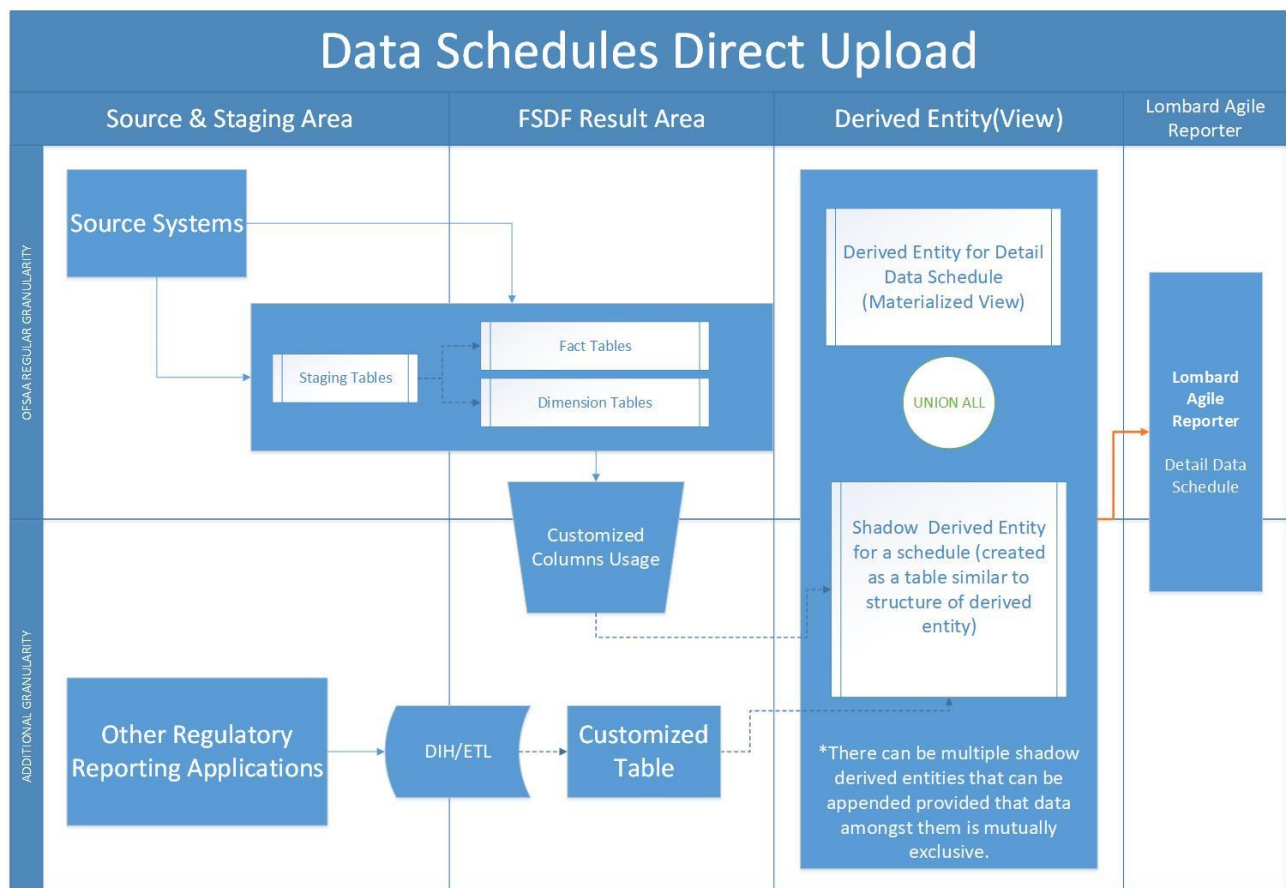 Data Schedules Direct Upload
Source & Staging Area
FSDF Result Area
Derived Entity(View)
Lombard Agile
Reporter
OFSAA REGULAR GRANULARITY
Source Systems
Staging Tables
Fact Tables
Dimension Tables
Customized
Columns Usage
Derived Entity for Detail
Data Schedule
(Materialized View)
UNION ALL
Shadow Derived Entity
for a schedule (created
as a table similar to
structure of derived
entity)
Lombard
Agile
Reporter
Detail Data
Schedule
ADDITIONAL GRANULARITY
Other Regulatory
Reporting Applications
DIH/ETL
Customized
Table
*There can be multiple shadow
derived entities that can be
appended provided that data
amongst them is mutually
exclusive.